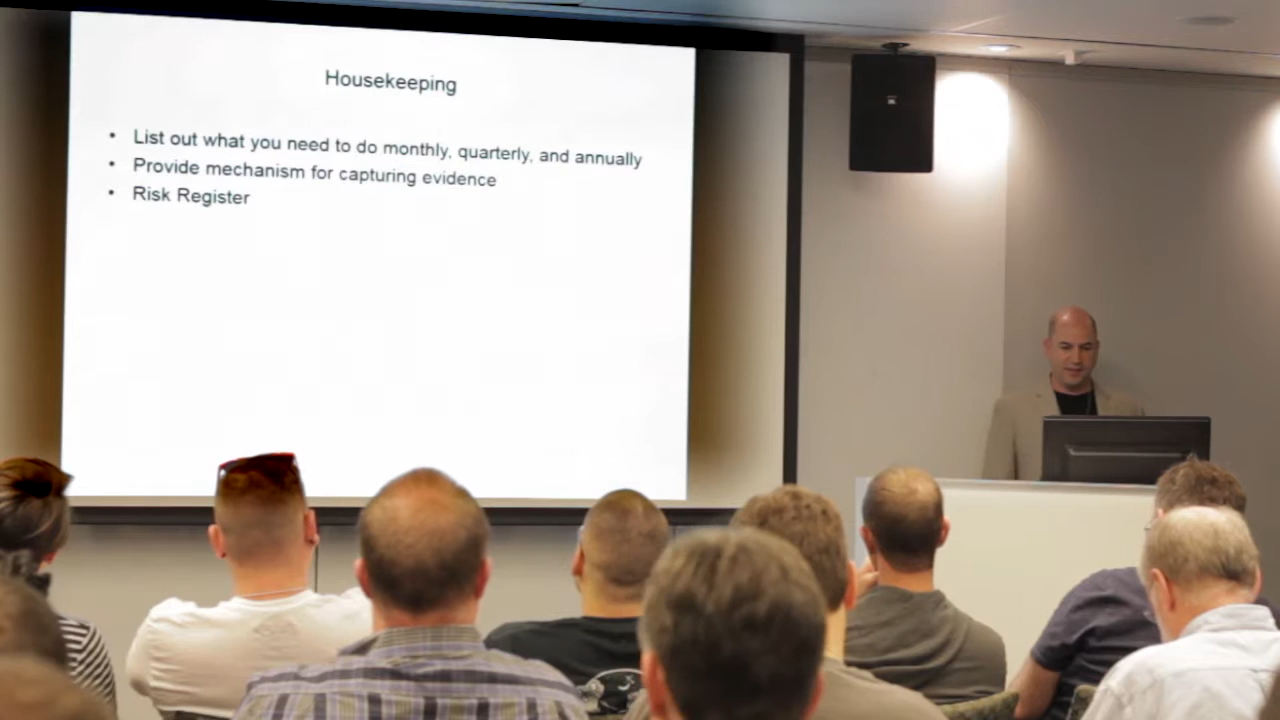 Housekeeping
• List out what you need to do monthly, quarterly, and annually
• Provide mechanism for capturing evidence
• Risk Register